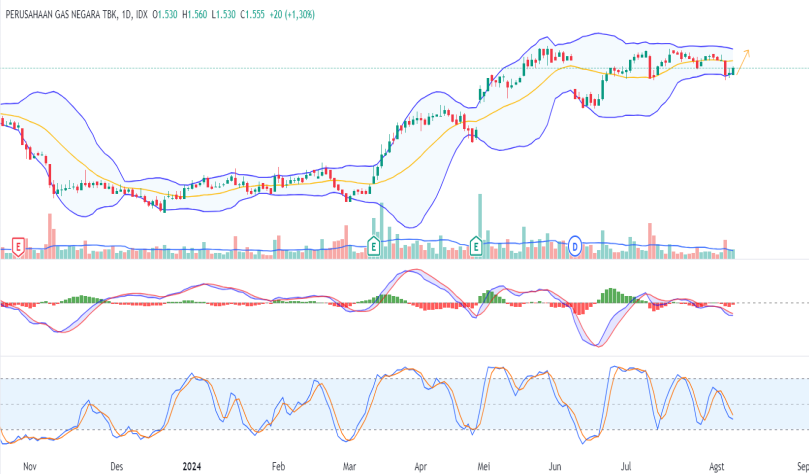 PERUSAHAAN GAS NEGARA TBK, 1D, IDX O1.530 H1.560 L1.530 C1.555 +20 (+1,30%)
E E E D
Nov Des 2024 Feb Mar Apr Mei Jun Jul Agst Sep